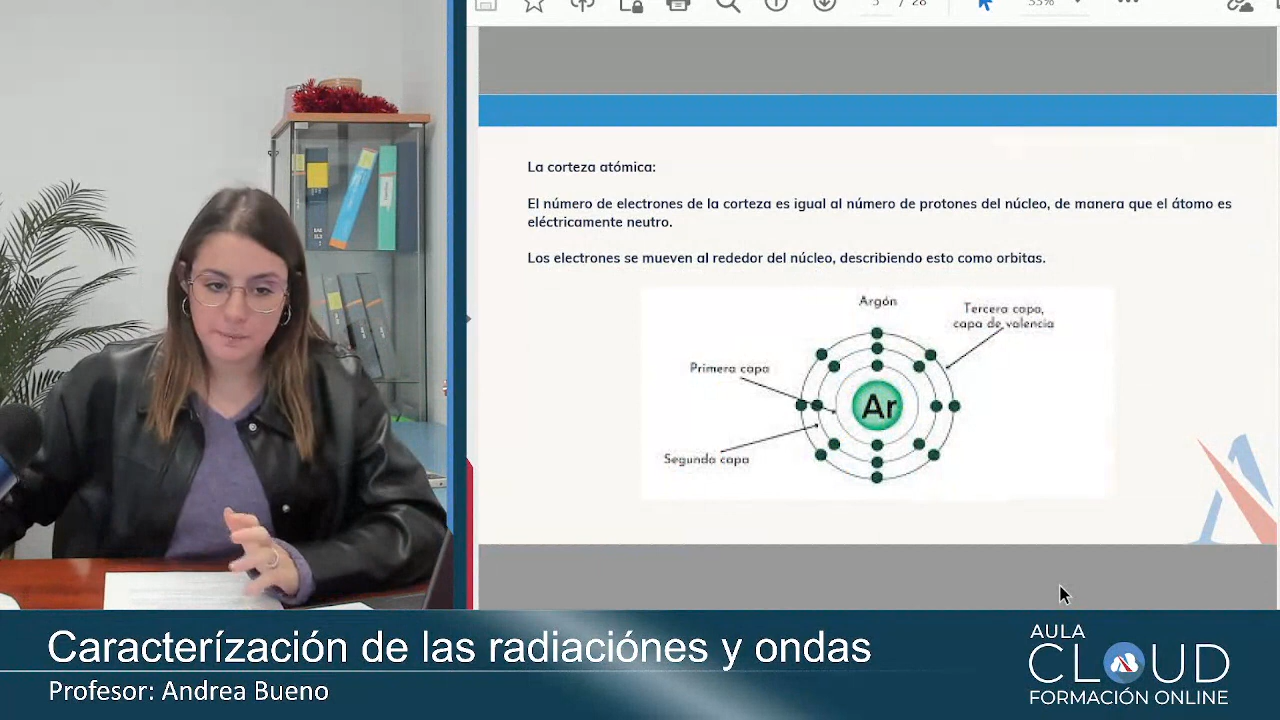 / 28
33%
La corteza atómica:
El número de electrones de la corteza es igual al número de protones del núcleo, de manera que el átomo es
eléctricamente neutro.
Los electrones se mueven al rededor del núcleo, describiendo esto como orbitas.
Argón
Tercera capa,
capa de valencia
Primera capa
Ar
Segunda capa
Caracterízación de las radiaciónes y ondas
Profesor: Andrea Bueno
AULA
CLOUD
FORMACIÓN ONLINE